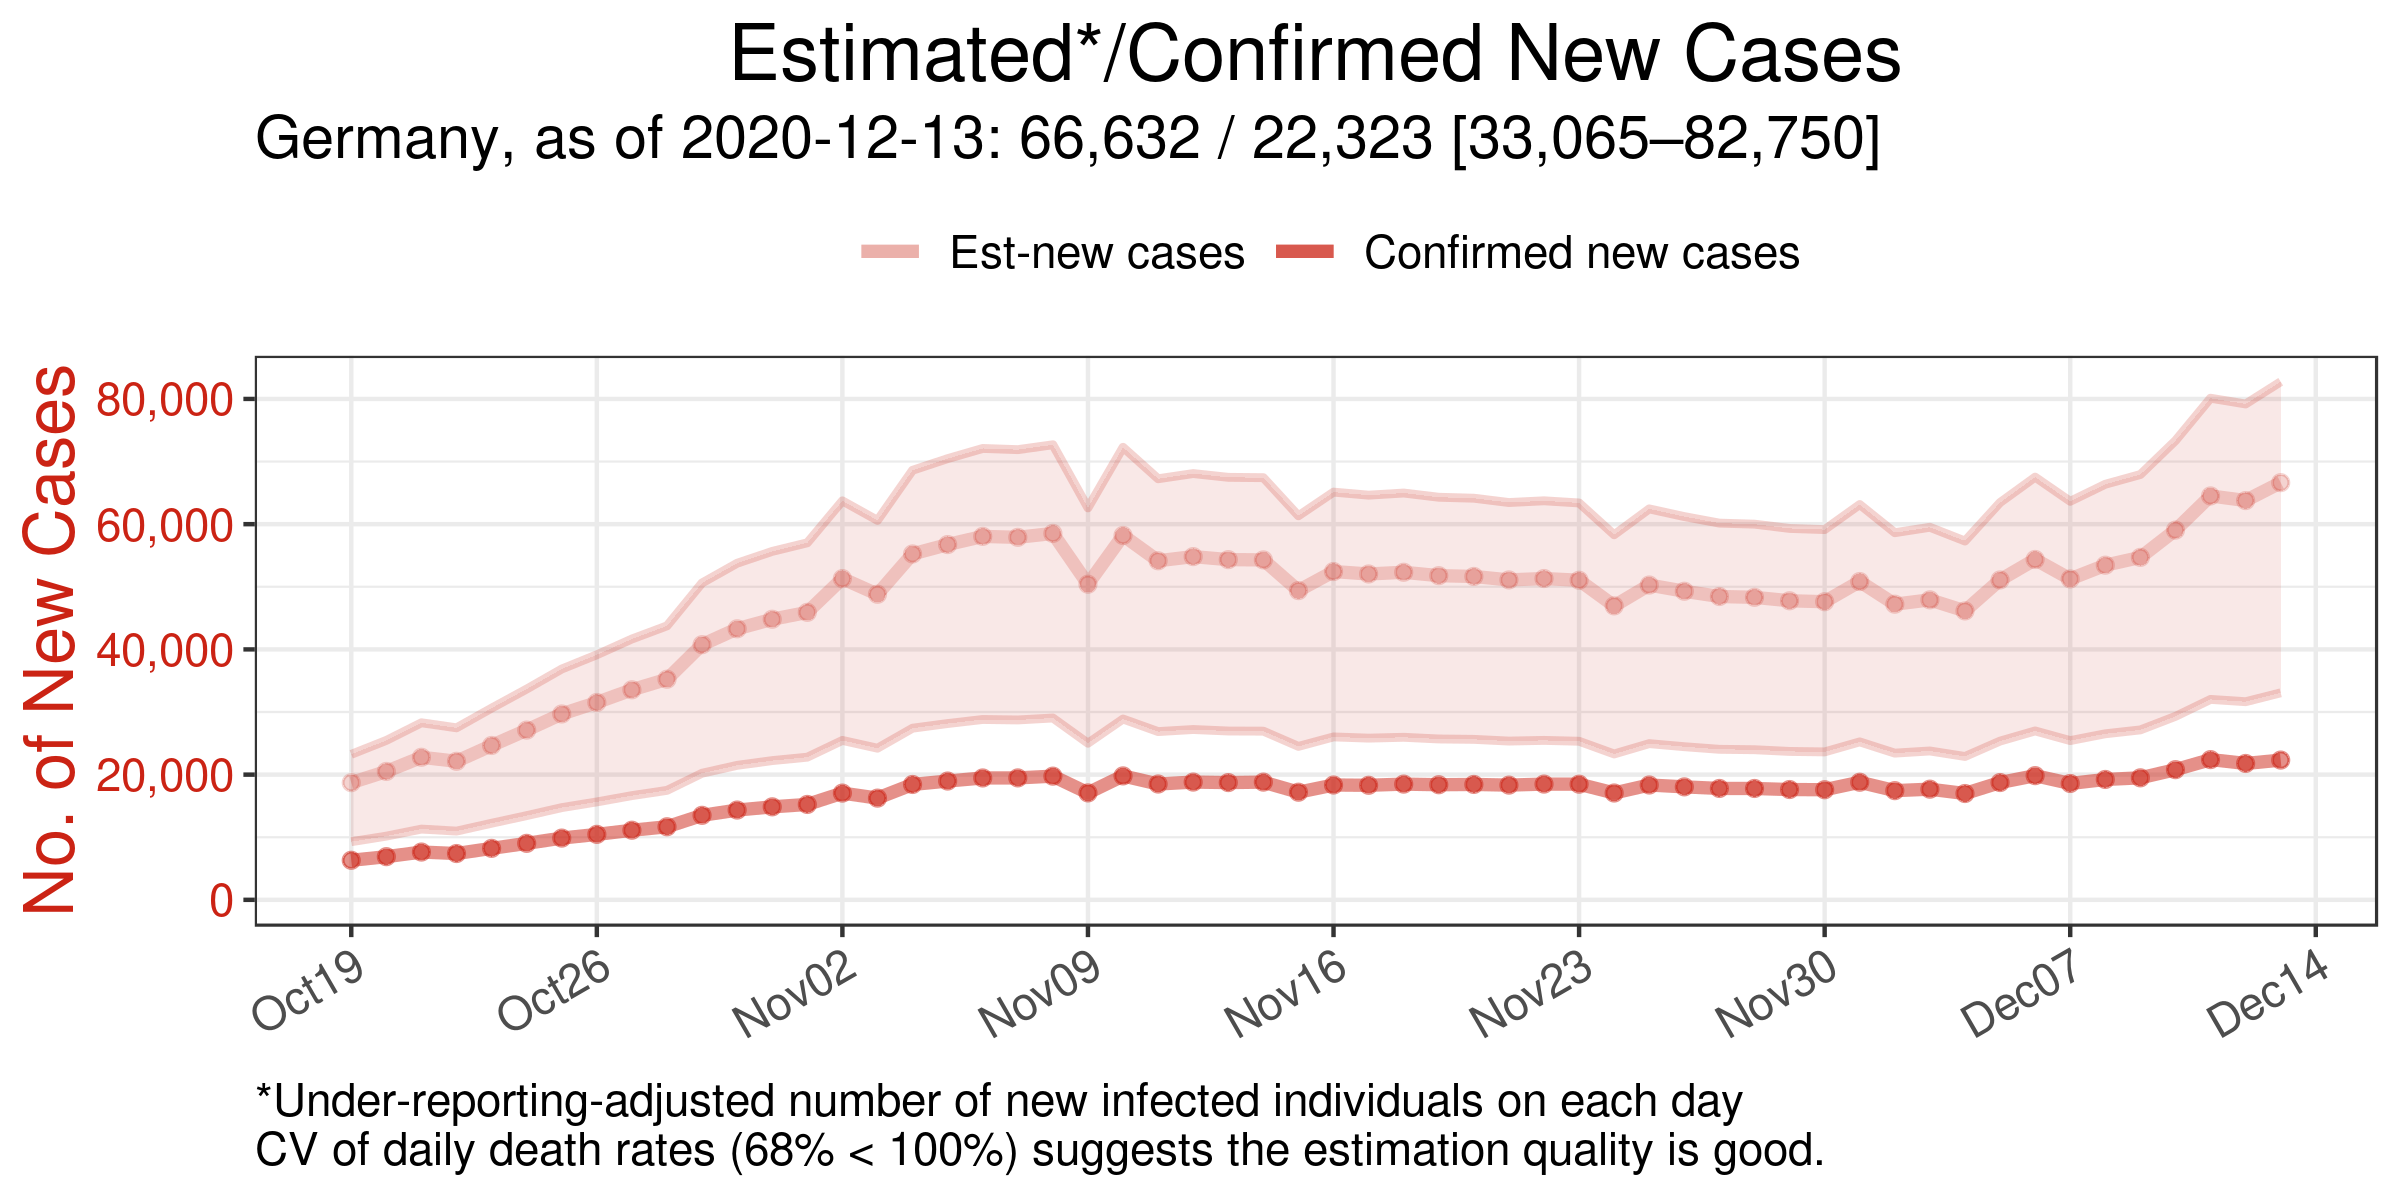 Estimated*/Confirmed New Cases
Germany, as of 2020-12-13: 66,632 / 22,323 [33,065–82,750]
Est-new cases Confirmed new cases
No. of New Cases
80,000
60,000
40,000
20,000
0
Oct19 Oct26 Nov02 Nov09 Nov16 Nov23 Nov30 Dec07 Dec14
*Under-reporting-adjusted number of new infected individuals on each day
CV of daily death rates (68% < 100%) suggests the estimation quality is good.